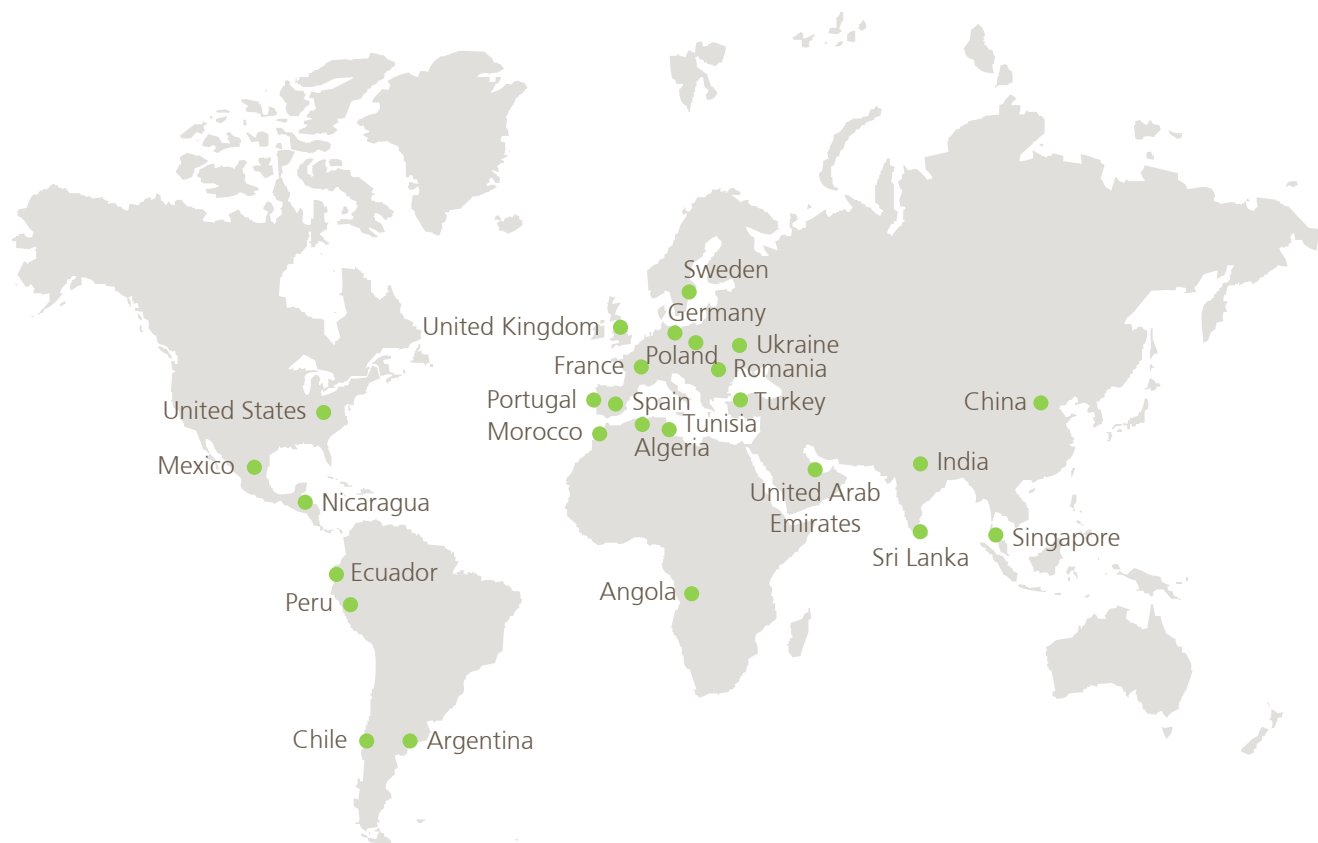 Sweden
Germany
United Kingdom
Ukraine
Poland
France
Romania
Portugal
Spain
Turkey
China
United States
Tunisia
Morocco
Algeria
India
Mexico
United Arab
Emirates
Nicaragua
Singapore
Sri Lanka
Ecuador
Angola
Peru
Chile
Argentina